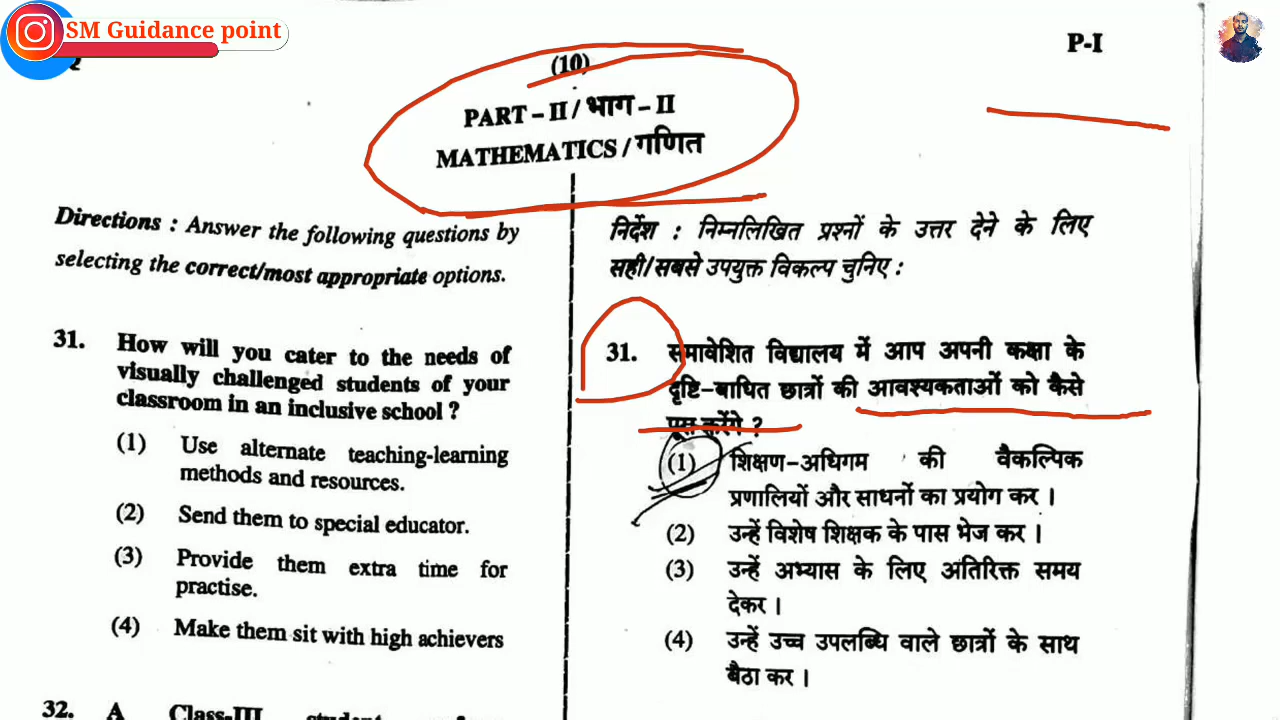 SM Guidance point
P-I
(10)
PART – II / भाग – II
MATHEMATICS / गणित
Directions : Answer the following questions by
selecting the correct/most appropriate options.
31. How will you cater to the needs of
visually challenged students of your
classroom in an inclusive school ?
(1) Use alternate teaching-learning
methods and resources.
(2) Send them to special educator.
(3) Provide them extra time for
practise.
(4) Make them sit with high achievers
32. A Class-III student
निर्देश : निम्नलिखित प्रश्नों के उत्तर देने के लिए
सही/सबसे उपयुक्त विकल्प चुनिए :
31. समावेशित विद्यालय में आप अपनी कक्षा के
दृष्टि-बाधित छात्रों की आवश्यकताओं को कैसे
पूरा करेंगे ?
(1) शिक्षण-अधिगम की वैकल्पिक
प्रणालियों और साधनों का प्रयोग कर ।
(2) उन्हें विशेष शिक्षक के पास भेज कर ।
(3) उन्हें अभ्यास के लिए अतिरिक्त समय
देकर ।
(4) उन्हें उच्च उपलब्धि वाले छात्रों के साथ
बैठा कर ।